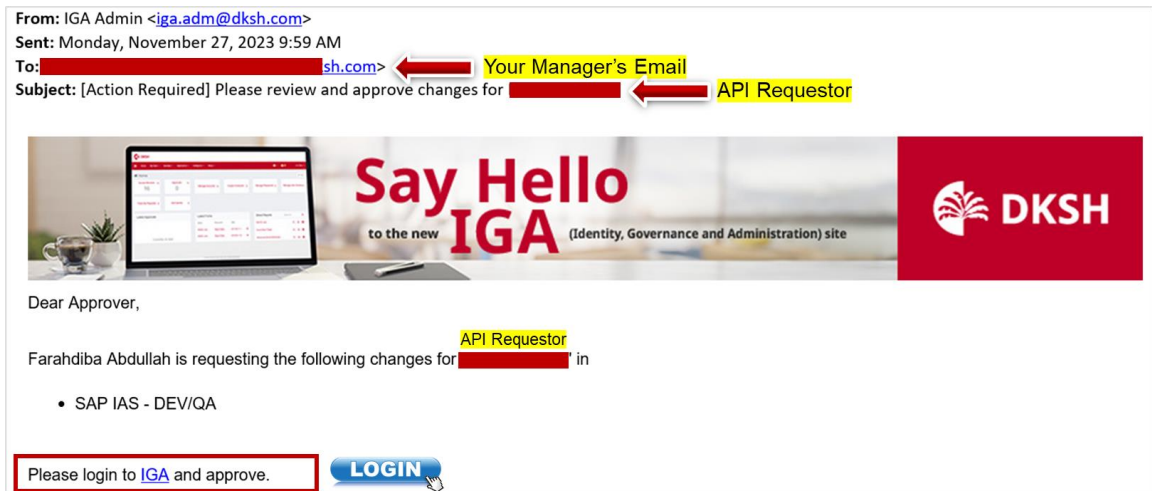 From: IGA Admin <iga.adm@dksh.com>
Sent: Monday, November 27, 2023 9:59 AM
To: sh.com> Your Manager's Email
Subject: [Action Required] Please review and approve changes for API Requestor
Say Hello
to the new IGA (Identity, Governance and Administration) site
DKSH
Dear Approver,
API Requestor
Farahdiba Abdullah is requesting the following changes for ' in
• SAP IAS - DEV/QA
Please login to IGA and approve. LOGIN